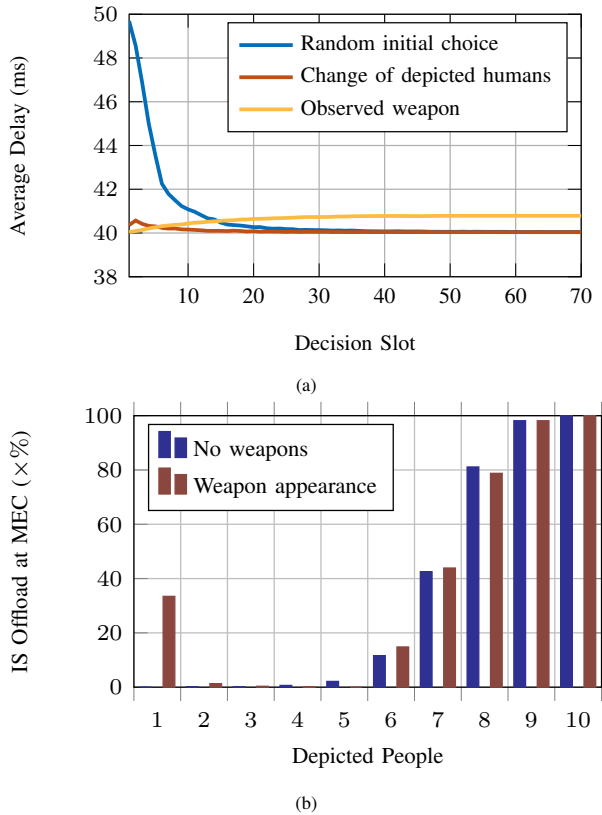 50
48
46
44
42
40
38
Average Delay (ms)
Random initial choice
Change of depicted humans
Observed weapon
10 20 30 40 50 60 70
Decision Slot
(a)
100
80
60
40
20
0
IS Offload at MEC (×%)
No weapons
Weapon appearance
1 2 3 4 5 6 7 8 9 10
Depicted People
(b)